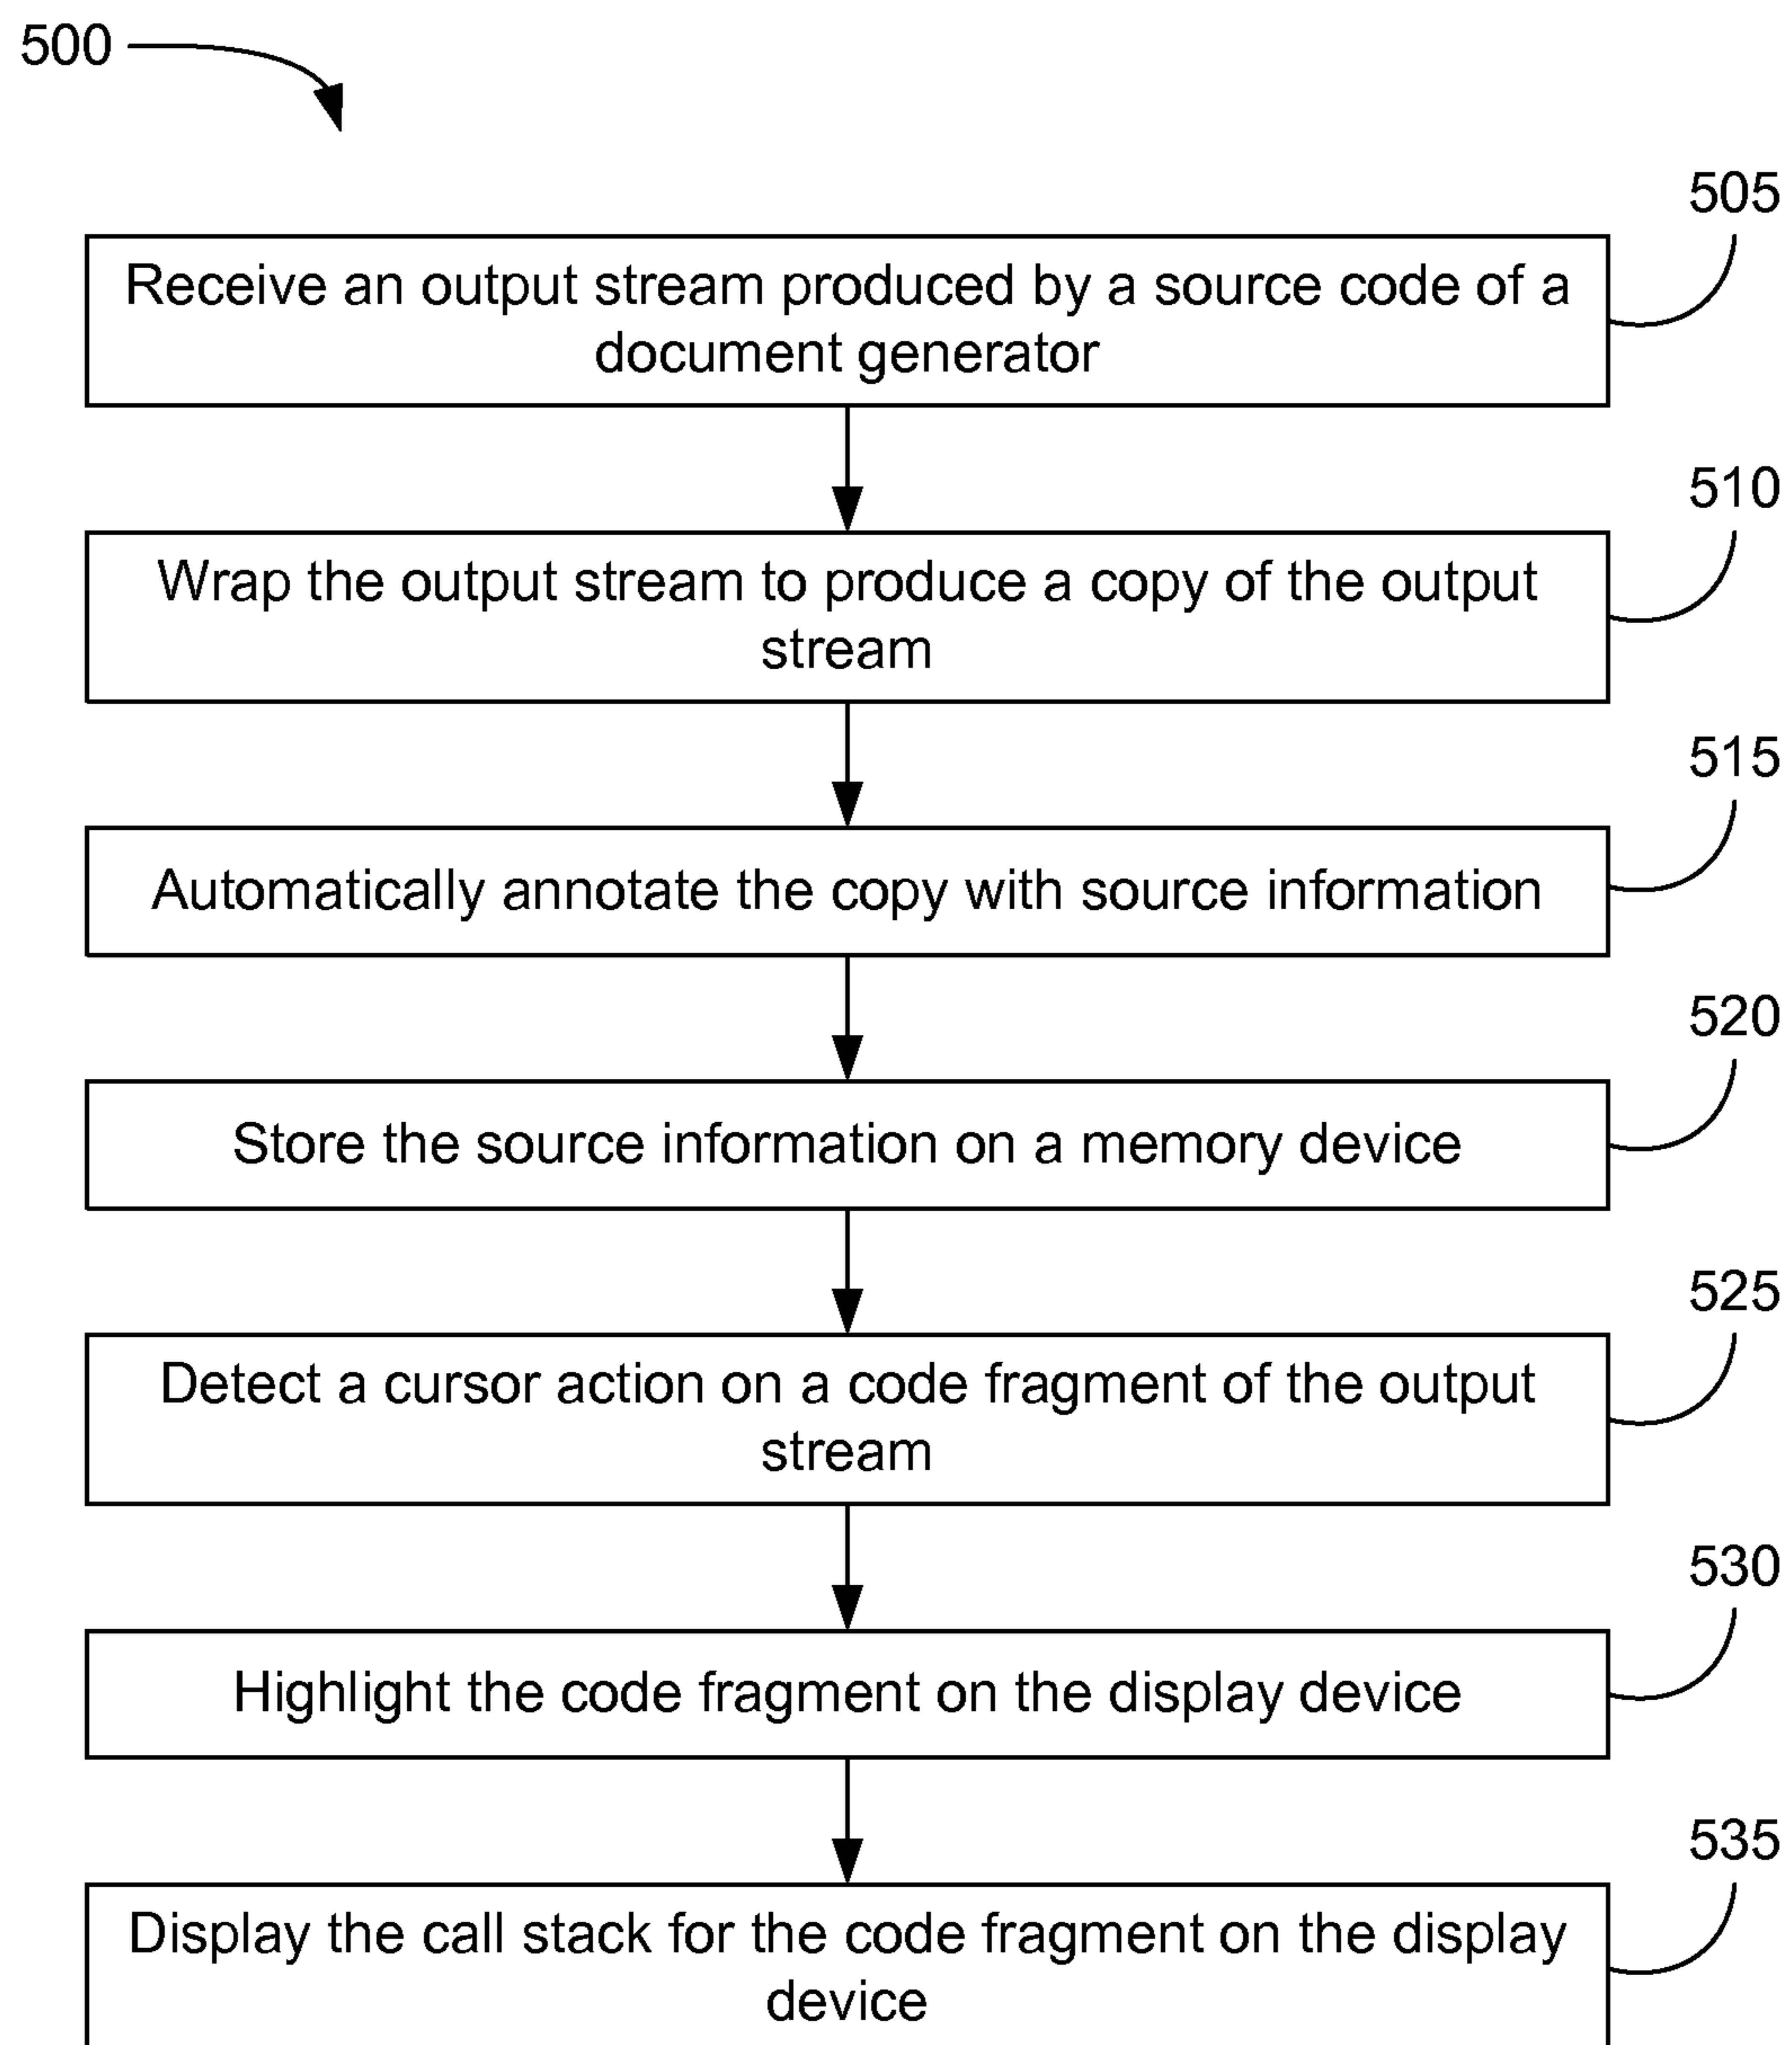 500
505
Receive an output stream produced by a source code of a
document generator
510
Wrap the output stream to produce a copy of the output
stream
515
Automatically annotate the copy with source information
520
Store the source information on a memory device
525
Detect a cursor action on a code fragment of the output
stream
530
Highlight the code fragment on the display device
535
Display the call stack for the code fragment on the display
device